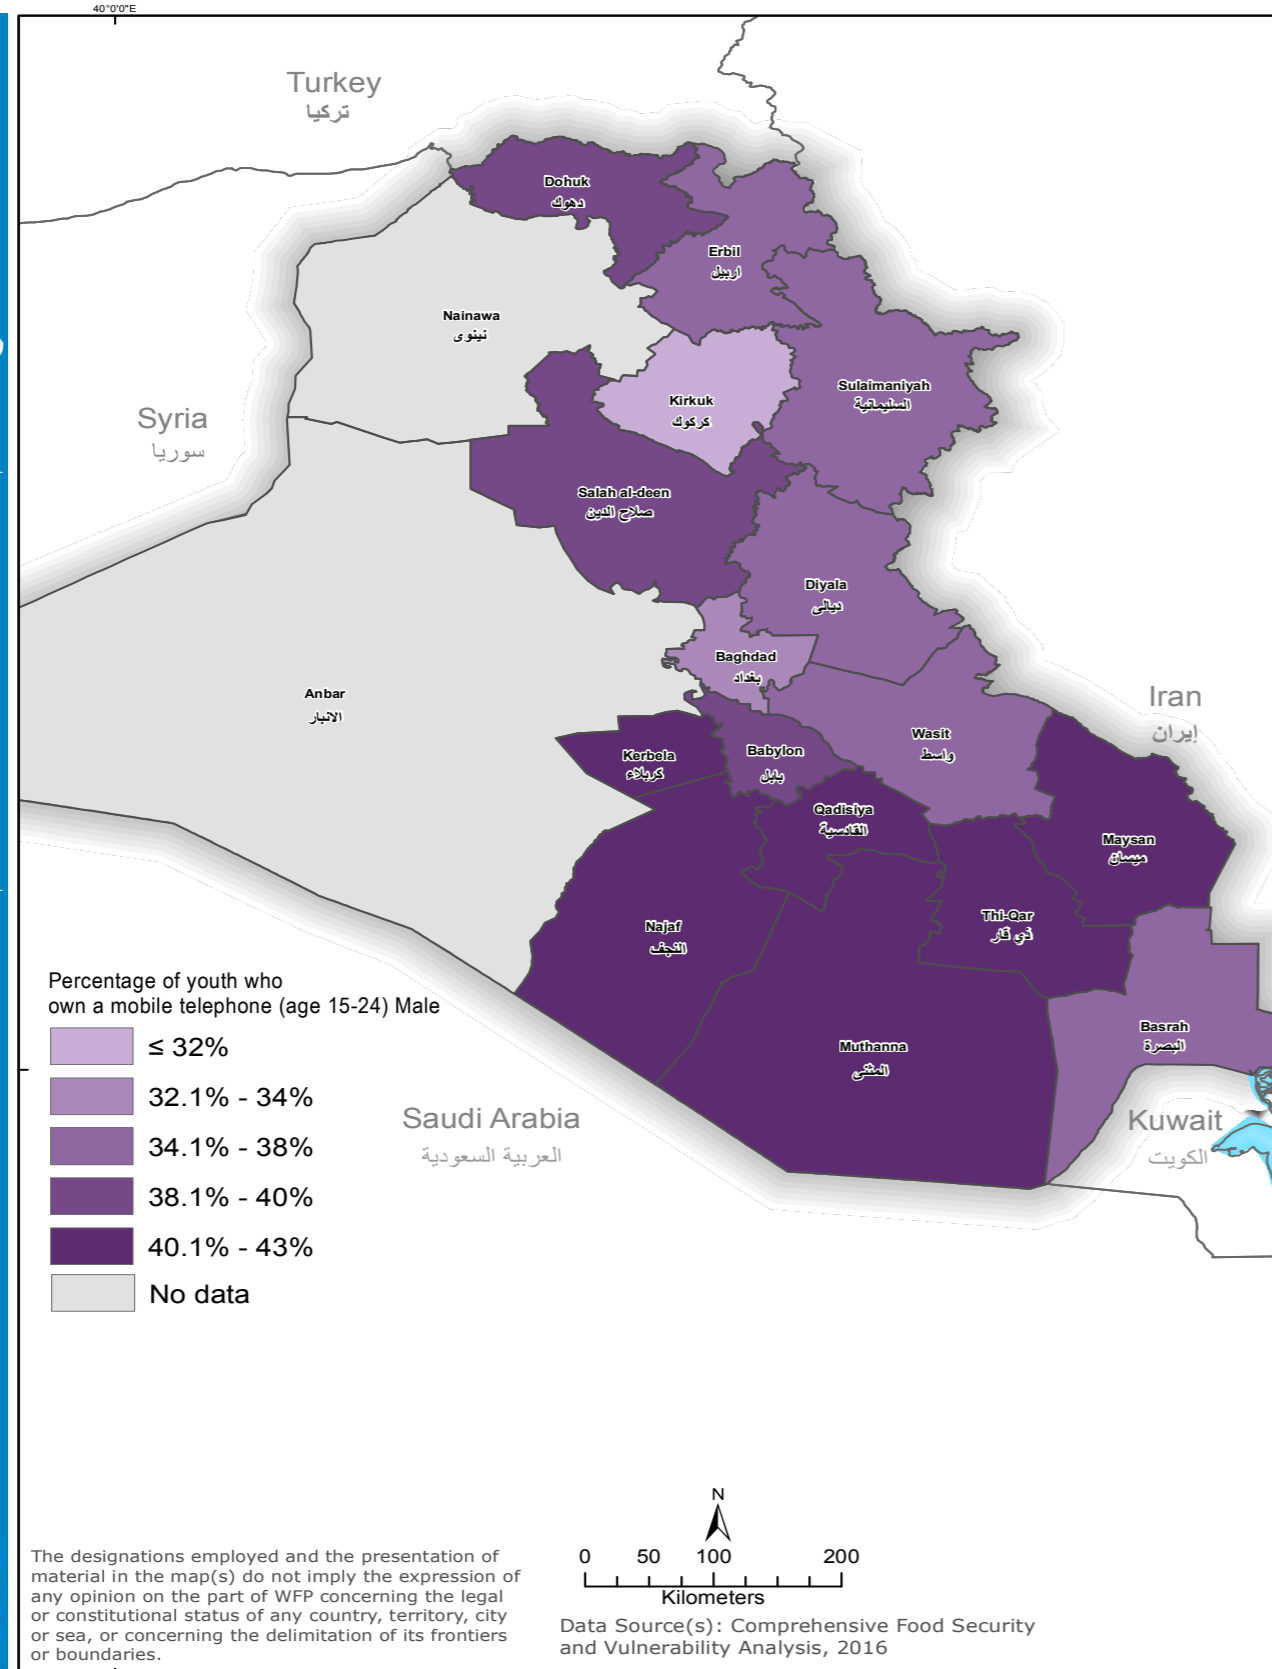 40°0'0"E
Turkey
تركيا
Dohuk
دهوك
Erbil
اربيل
Nainawa
نينوى
Sulaimaniyah
السليمانية
Kirkuk
كركوك
Syria
سوريا
Salah al-deen
صلاح الدين
Diyala
ديالى
Baghdad
بغداد
Anbar
الانبار
Iran
إيران
Wasit
واسط
Kerbela
كربلاء
Babylon
بابل
Qadisiya
القادسية
Maysan
ميسان
Najaf
النجف
Thi-Qar
ذي قار
Percentage of youth who
own a mobile telephone (age 15-24) Male
≤ 32%
32.1% - 34%
34.1% - 38%
38.1% - 40%
40.1% - 43%
No data
Basrah
البصرة
Muthanna
المثنى
Saudi Arabia
العربية السعودية
Kuwait
الكويت
N
0 50 100 200
Kilometers
The designations employed and the presentation of
material in the map(s) do not imply the expression of
any opinion on the part of WFP concerning the legal
or constitutional status of any country, territory, city
or sea, or concerning the delimitation of its frontiers
or boundaries.
Data Source(s): Comprehensive Food Security
and Vulnerability Analysis, 2016